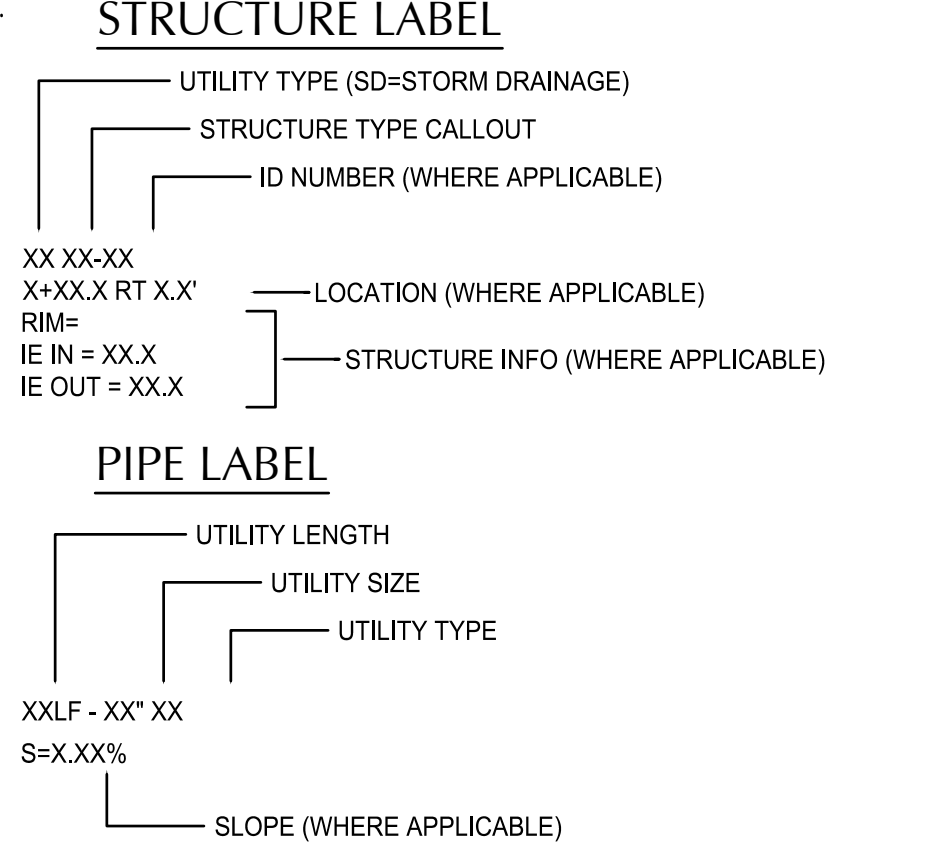 STRUCTURE LABEL
UTILITY TYPE (SD=STORM DRAINAGE)
STRUCTURE TYPE CALLOUT
ID NUMBER (WHERE APPLICABLE)
XX XX-XX
X+XX.X RT X.X'
LOCATION (WHERE APPLICABLE)
RIM=
IE IN = XX.X
STRUCTURE INFO (WHERE APPLICABLE)
IE OUT = XX.X
PIPE LABEL
UTILITY LENGTH
UTILITY SIZE
UTILITY TYPE
XXLF - XX" XX
S=X.XX%
SLOPE (WHERE APPLICABLE)